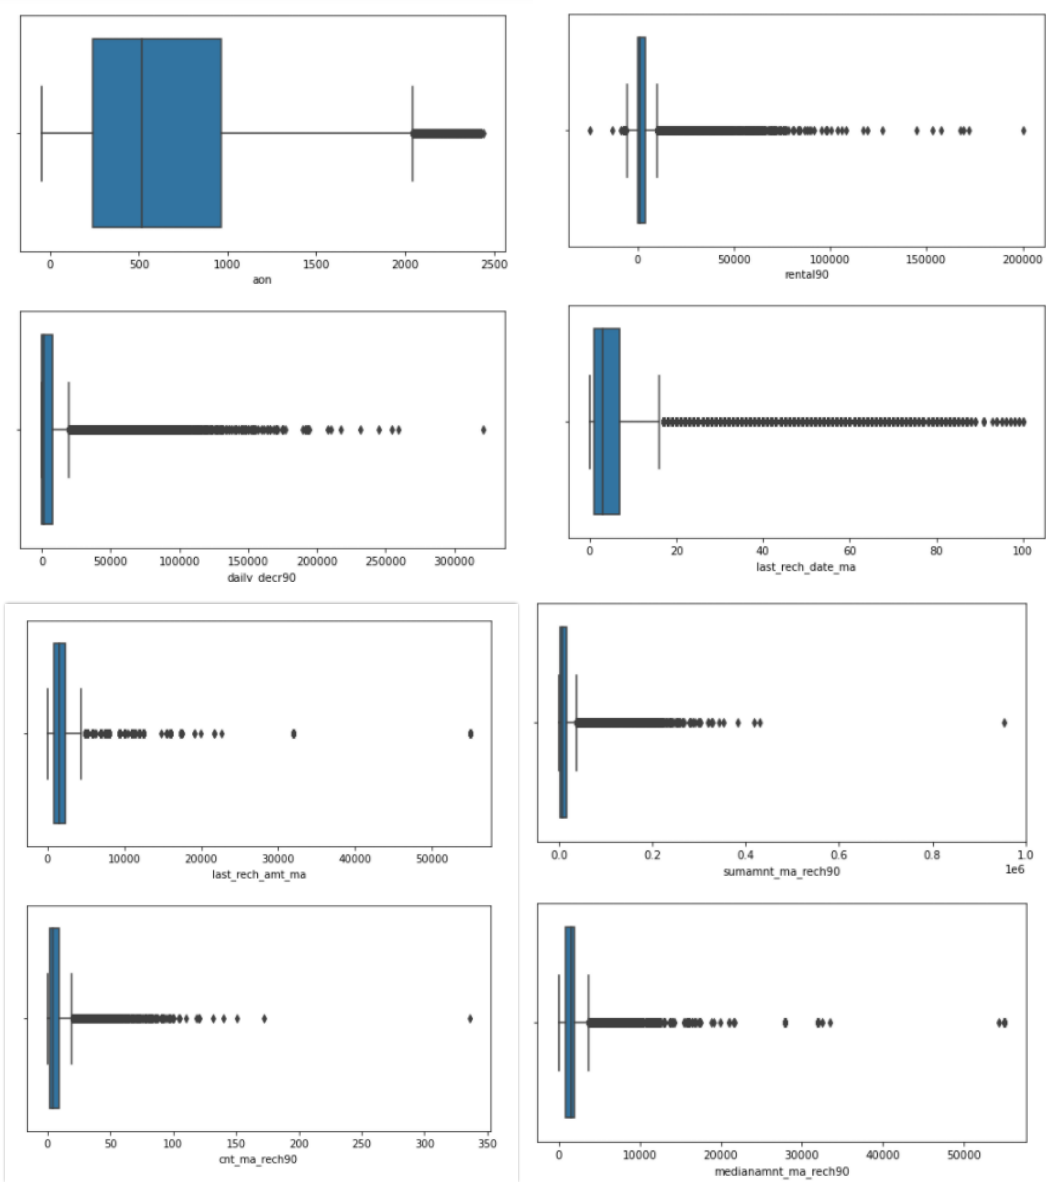 0 500 1000 1500 2000 2500
aon
0 50000 100000 150000 200000
rental90
0 50000 100000 150000 200000 250000 300000
daily_decr90
0 20 40 60 80 100
last_rech_date_ma
0 10000 20000 30000 40000 50000
last_rech_amt_ma
0.0 0.2 0.4 0.6 0.8 1.0
1e6
sumamnt_ma_rech90
0 50 100 150 200 250 300 350
cnt_ma_rech90
0 10000 20000 30000 40000 50000
medianamnt_ma_rech90